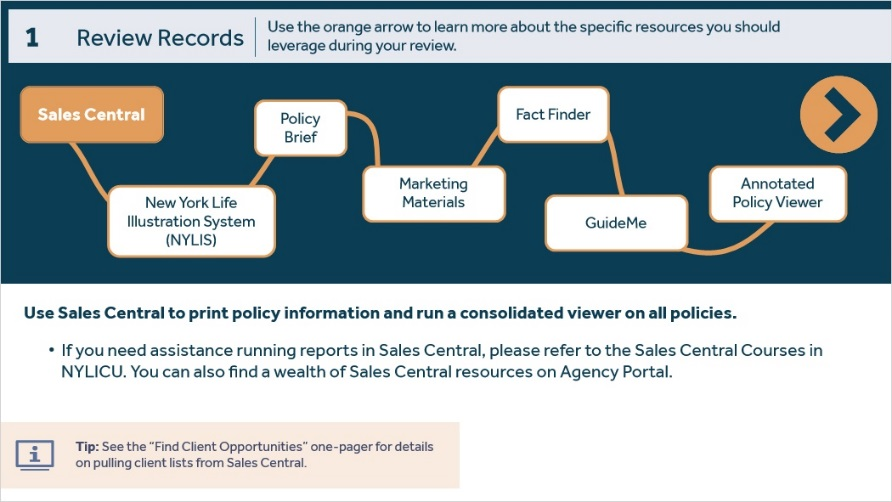 1
Review Records
Use the orange arrow to learn more about the specific resources you should
leverage during your review.
Sales Central
New York Life
Illustration System
(NYLIS)
Policy
Brief
Marketing
Materials
Fact Finder
GuideMe
Annotated
Policy Viewer
Use Sales Central to print policy information and run a consolidated viewer on all policies.
• If you need assistance running reports in Sales Central, please refer to the Sales Central Courses in
NYLICU. You can also find a wealth of Sales Central resources on Agency Portal.
Tip: See the “Find Client Opportunities” one-pager for details
on pulling client lists from Sales Central.